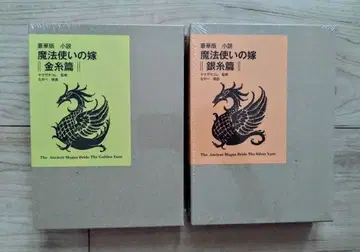 豪華版 小説
魔法使いの嫁
金糸篇
ヤマザキコレ 監修
The Ancient Magus Bride The Golden Yarn
豪華版 小説
魔法使いの嫁
銀糸篇
ヤマザキコレ 監修
The Ancient Magus Bride The Silver Yarn